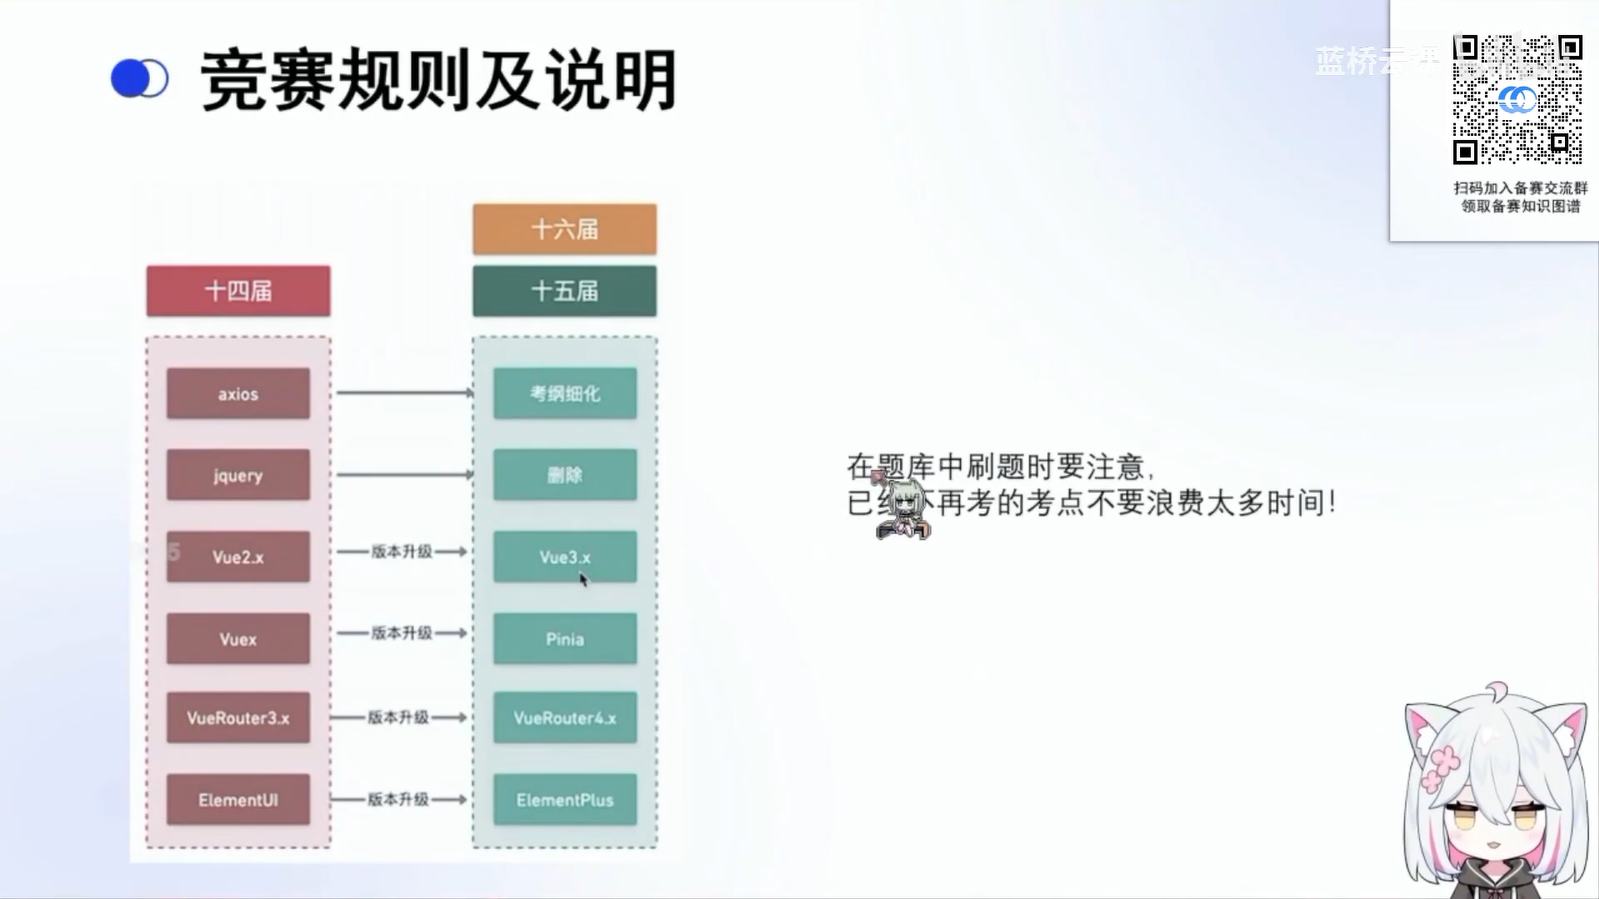 竞赛规则及说明
蓝桥云课
扫码加入备赛交流群
领取备赛知识图谱
十六届
十四届
十五届
axios
考纲细化
jquery
删除
Vue2.x
版本升级
Vue3.x
Vuex
版本升级
Pinia
VueRouter3.x
版本升级
VueRouter4.x
ElementUI
版本升级
ElementPlus
在题库中刷题时要注意,
已经不再考的考点不要浪费太多时间!